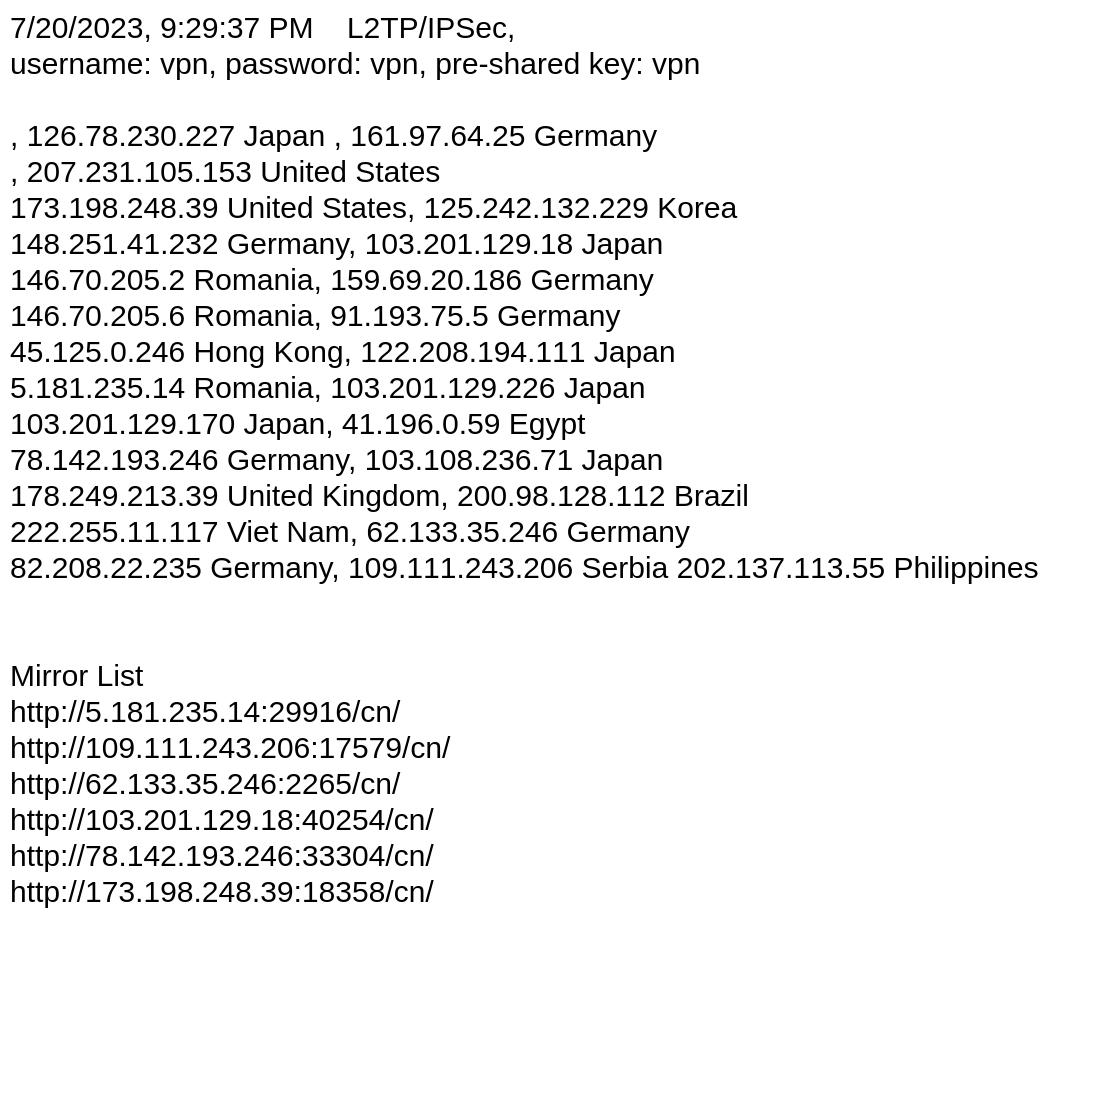 7/20/2023, 9:29:37 PM    L2TP/IPSec,
username: vpn, password: vpn, pre-shared key: vpn
, 126.78.230.227 Japan , 161.97.64.25 Germany
, 207.231.105.153 United States
173.198.248.39 United States, 125.242.132.229 Korea
148.251.41.232 Germany, 103.201.129.18 Japan
146.70.205.2 Romania, 159.69.20.186 Germany
146.70.205.6 Romania, 91.193.75.5 Germany
45.125.0.246 Hong Kong, 122.208.194.111 Japan
5.181.235.14 Romania, 103.201.129.226 Japan
103.201.129.170 Japan, 41.196.0.59 Egypt
78.142.193.246 Germany, 103.108.236.71 Japan
178.249.213.39 United Kingdom, 200.98.128.112 Brazil
222.255.11.117 Viet Nam, 62.133.35.246 Germany
82.208.22.235 Germany, 109.111.243.206 Serbia 202.137.113.55 Philippines
Mirror List
http://5.181.235.14:29916/cn/
http://109.111.243.206:17579/cn/
http://62.133.35.246:2265/cn/
http://103.201.129.18:40254/cn/
http://78.142.193.246:33304/cn/
http://173.198.248.39:18358/cn/